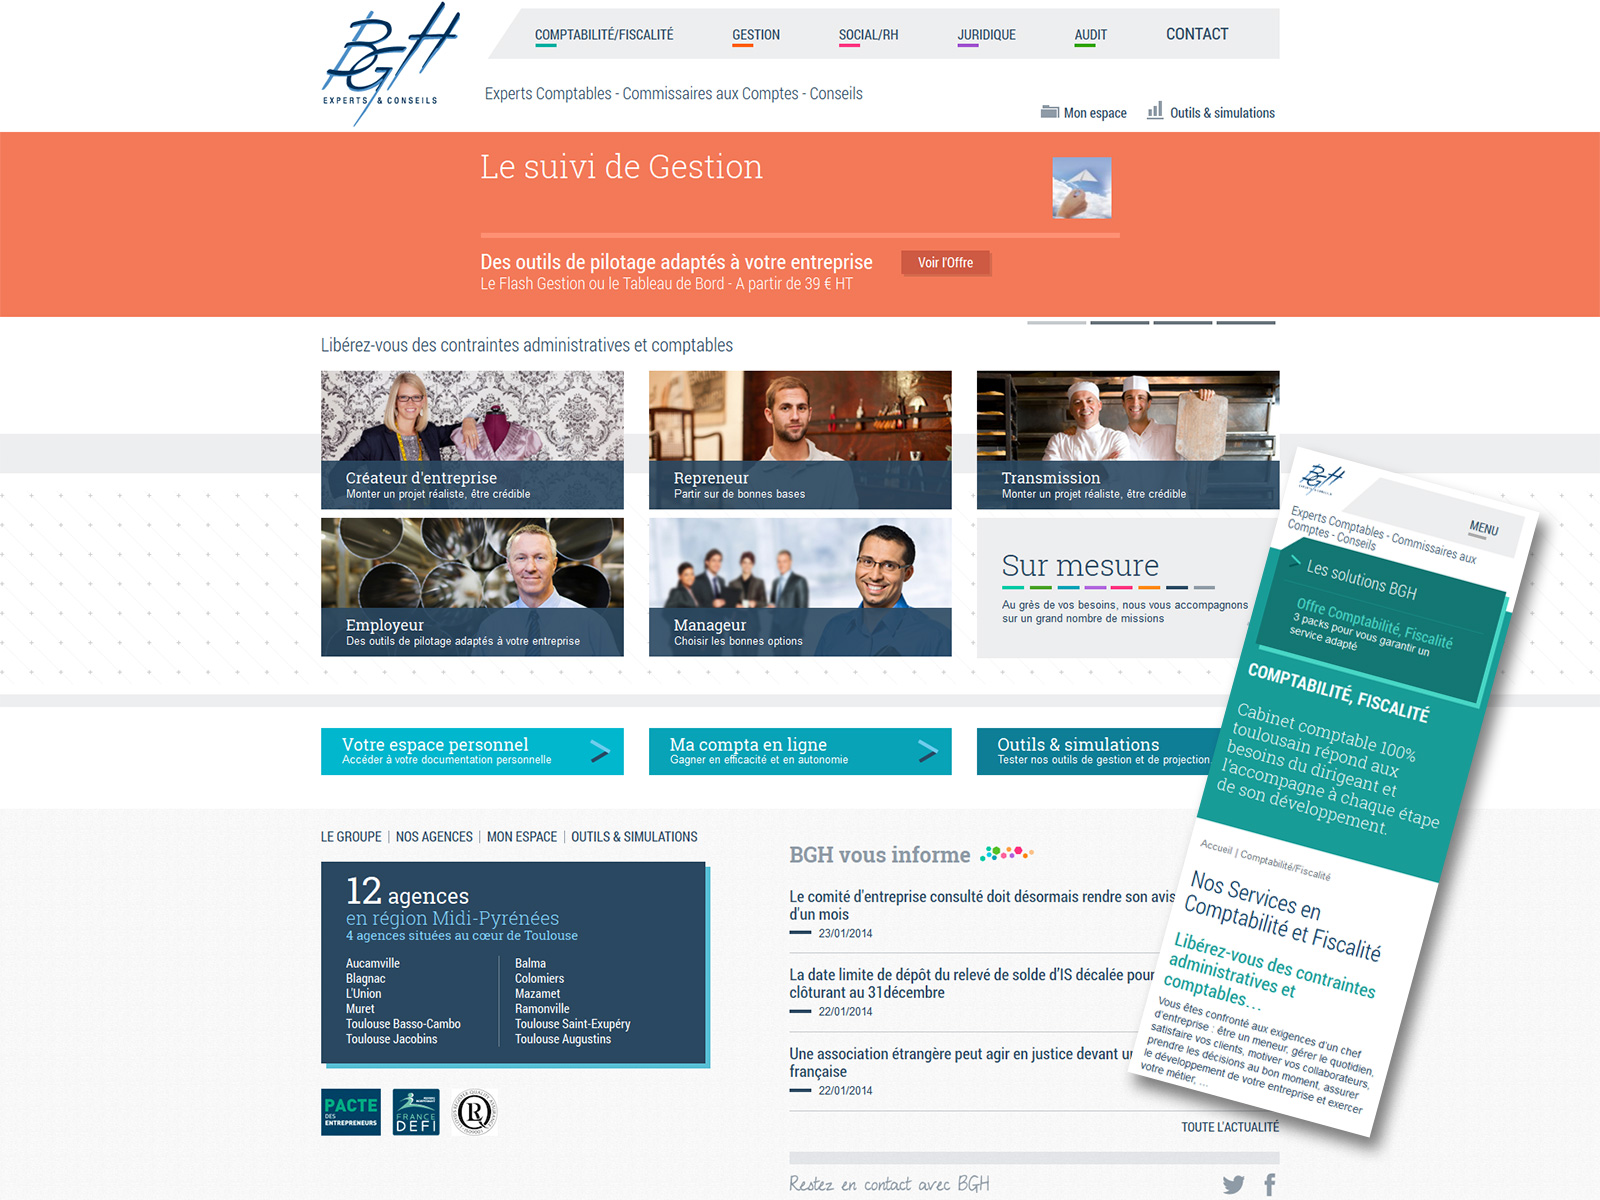 BGH
EXPERTS & CONSEILS
COMPTABILITÉ/FISCALITÉ
GESTION
SOCIAL/RH
JURIDIQUE
AUDIT
CONTACT
Experts Comptables - Commissaires aux Comptes - Conseils
Mon espace
Outils & simulations
Le suivi de Gestion
Des outils de pilotage adaptés à votre entreprise
Voir l'Offre
Le Flash Gestion ou le Tableau de Bord - A partir de 39 € HT
Libérez-vous des contraintes administratives et comptables
Créateur d'entreprise
Monter un projet réaliste, être crédible
Repreneur
Partir sur de bonnes bases
Transmission
Monter un projet réaliste, être crédible
Employeur
Des outils de pilotage adaptés à votre entreprise
Manageur
Choisir les bonnes options
Sur mesure
Au grès de vos besoins, nous vous accompagnons
sur un grand nombre de missions
Votre espace personnel
Accéder à votre documentation personnelle
Ma compta en ligne
Gagner en efficacité et en autonomie
Outils & simulations
Tester nos outils de gestion et de projection
LE GROUPE | NOS AGENCES | MON ESPACE | OUTILS & SIMULATIONS
12 agences
en région Midi-Pyrénées
4 agences situées au cœur de Toulouse
Aucamville
Blagnac
L'Union
Muret
Toulouse Basso-Cambo
Toulouse Jacobins
Balma
Colomiers
Mazamet
Ramonville
Toulouse Saint-Exupéry
Toulouse Augustins
PACTE
DES
ENTREPRENEURS
FRANCE
DEFI
BGH vous informe
Le comité d'entreprise consulté doit désormais rendre son avis
d'un mois
23/01/2014
La date limite de dépôt du relevé de solde d'IS décalée pour
clôturant au 31décembre
22/01/2014
Une association étrangère peut agir en justice devant
française
22/01/2014
TOUTE L'ACTUALITÉ
Restez en contact avec BGH
BGH
MENU
Experts Comptables - Commissaires aux
Comptes - Conseils
Les solutions BGH
Offre Comptabilité, Fiscalité
3 packs pour vous garantir un
service adapté
COMPTABILITÉ, FISCALITÉ
Cabinet comptable 100%
toulousain répond aux
besoins du dirigeant et
l'accompagne à chaque étape
de son développement.
Accueil | Comptabilité/Fiscalité
Nos Services en
Comptabilité et Fiscalité
Libérez-vous des contraintes
administratives et
comptables...
Vous êtes confronté aux exigences d'un chef
d'entreprise : être un meneur, gérer le quotidien,
satisfaire vos clients, motiver vos collaborateurs,
prendre les décisions au bon moment, assurer
le développement de votre entreprise et exercer
votre métier, ...